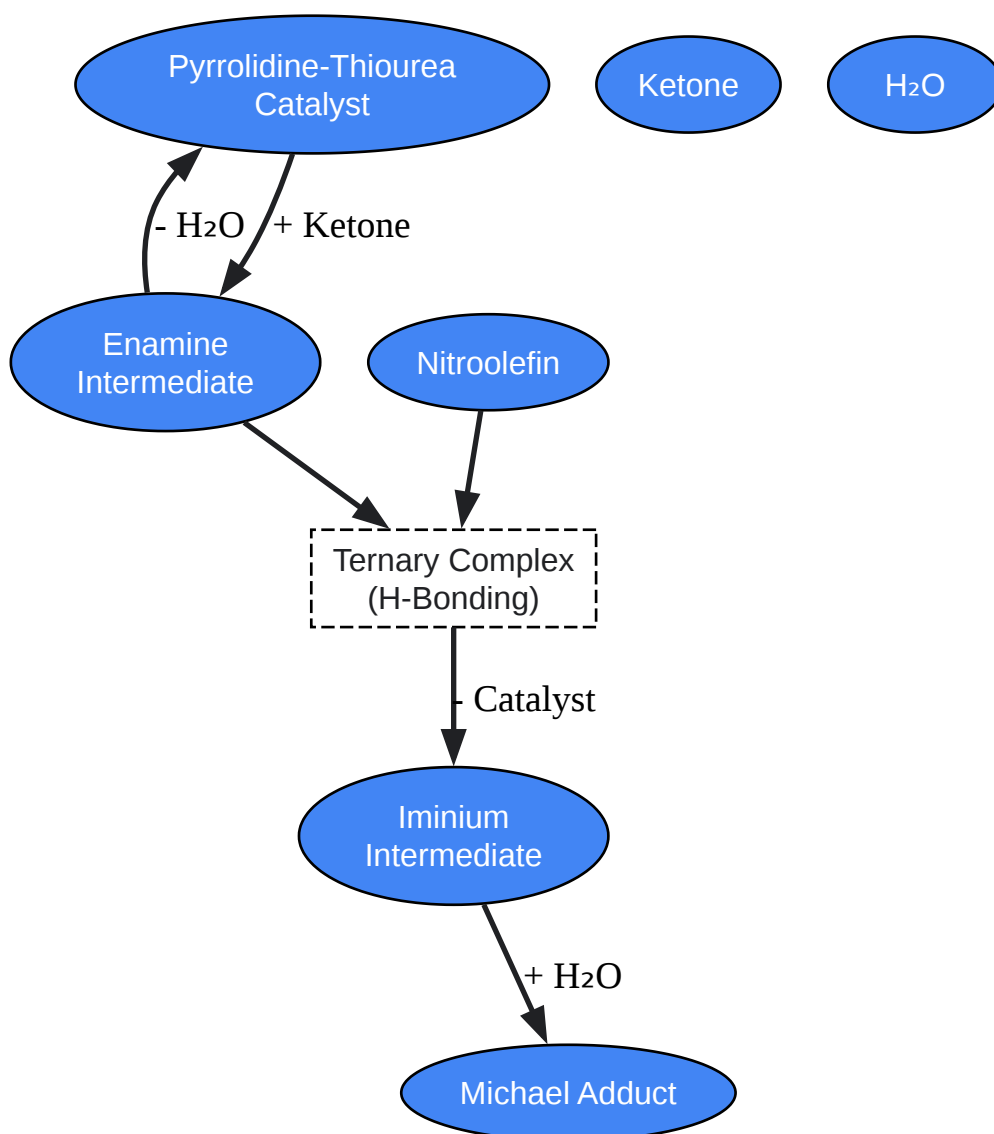 Pyrrolidine-Thiourea
Catalyst
Ketone
H₂O
- H₂O
+ Ketone
Enamine
Intermediate
Nitroolefin
Ternary Complex
(H-Bonding)
- Catalyst
Iminium
Intermediate
+ H₂O
Michael Adduct